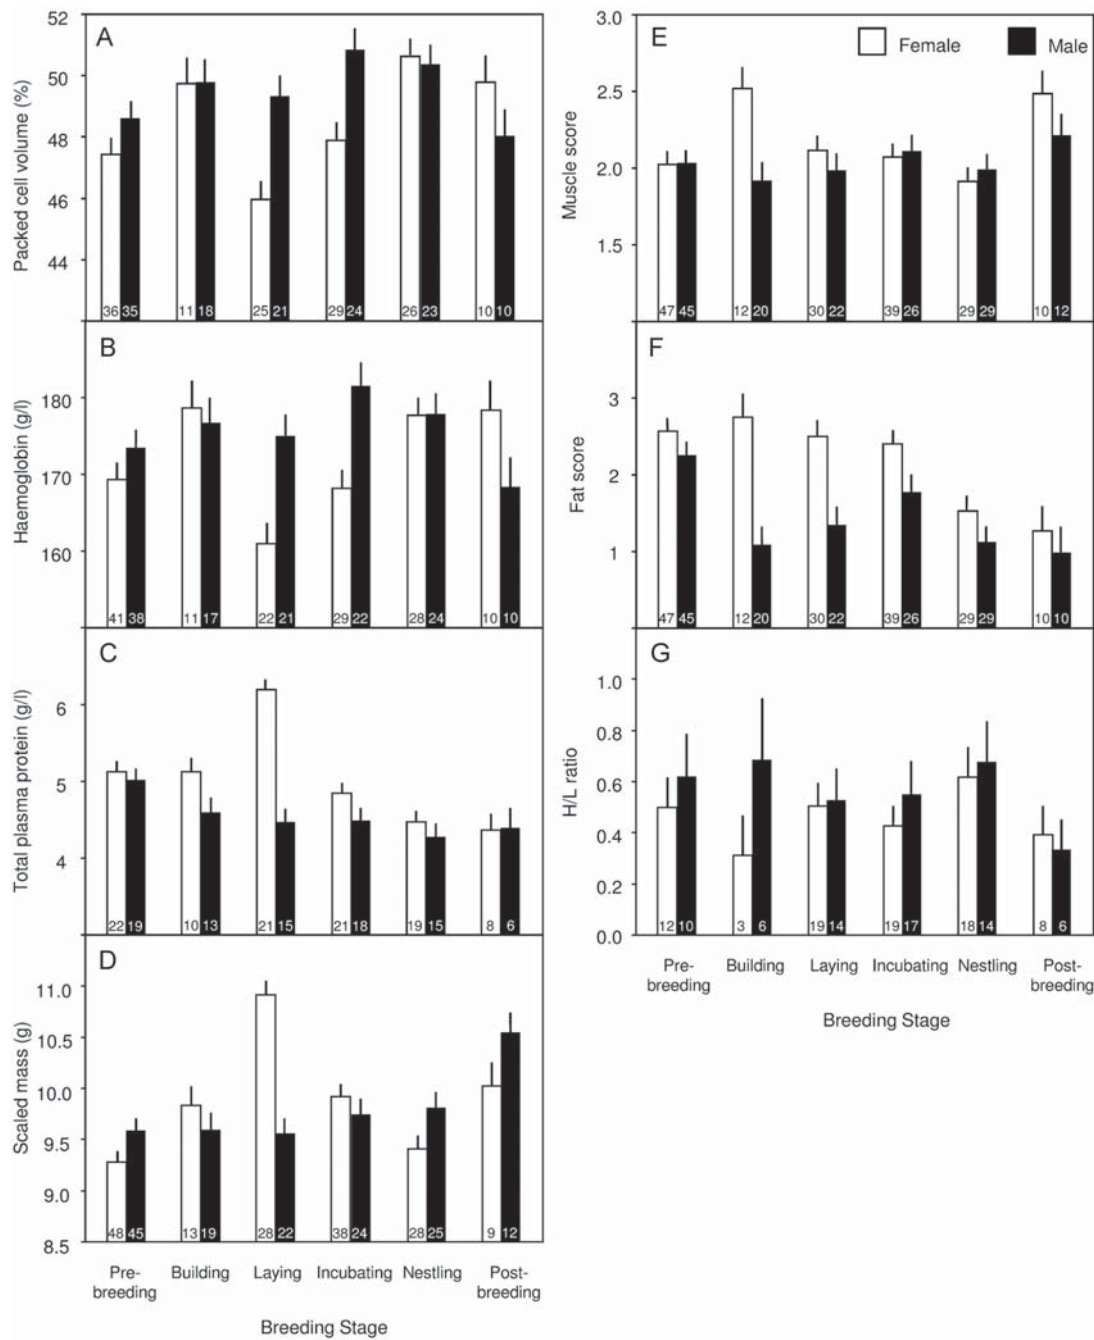 A
Packed cell volume (%)
52
50
48
46
44
36 35 11 18 25 21 29 24 26 23 10 10
B
Haemoglobin (g/l)
180
170
160
41 38 11 17 22 21 29 22 28 24 10 10
C
Total plasma protein (g/l)
6
5
4
22 19 10 13 21 15 21 18 19 15 8 6
D
Scaled mass (g)
11.0
10.5
10.0
9.5
9.0
8.5
48 45 13 19 28 22 38 24 28 25 9 12
Pre- Building Laying Incubating Nestling Post-
breeding breeding
Breeding Stage
E
Female Male
Muscle score
3.0
2.5
2.0
1.5
47 45 12 20 30 22 39 26 29 29 10 12
F
Fat score
3
2
1
47 45 12 20 30 22 39 26 29 29 10 10
G
H/L ratio
1.0
0.8
0.6
0.4
0.2
0.0
12 10 3 6 19 14 19 17 18 14 8 6
Pre- Building Laying Incubating Nestling Post-
breeding breeding
Breeding Stage